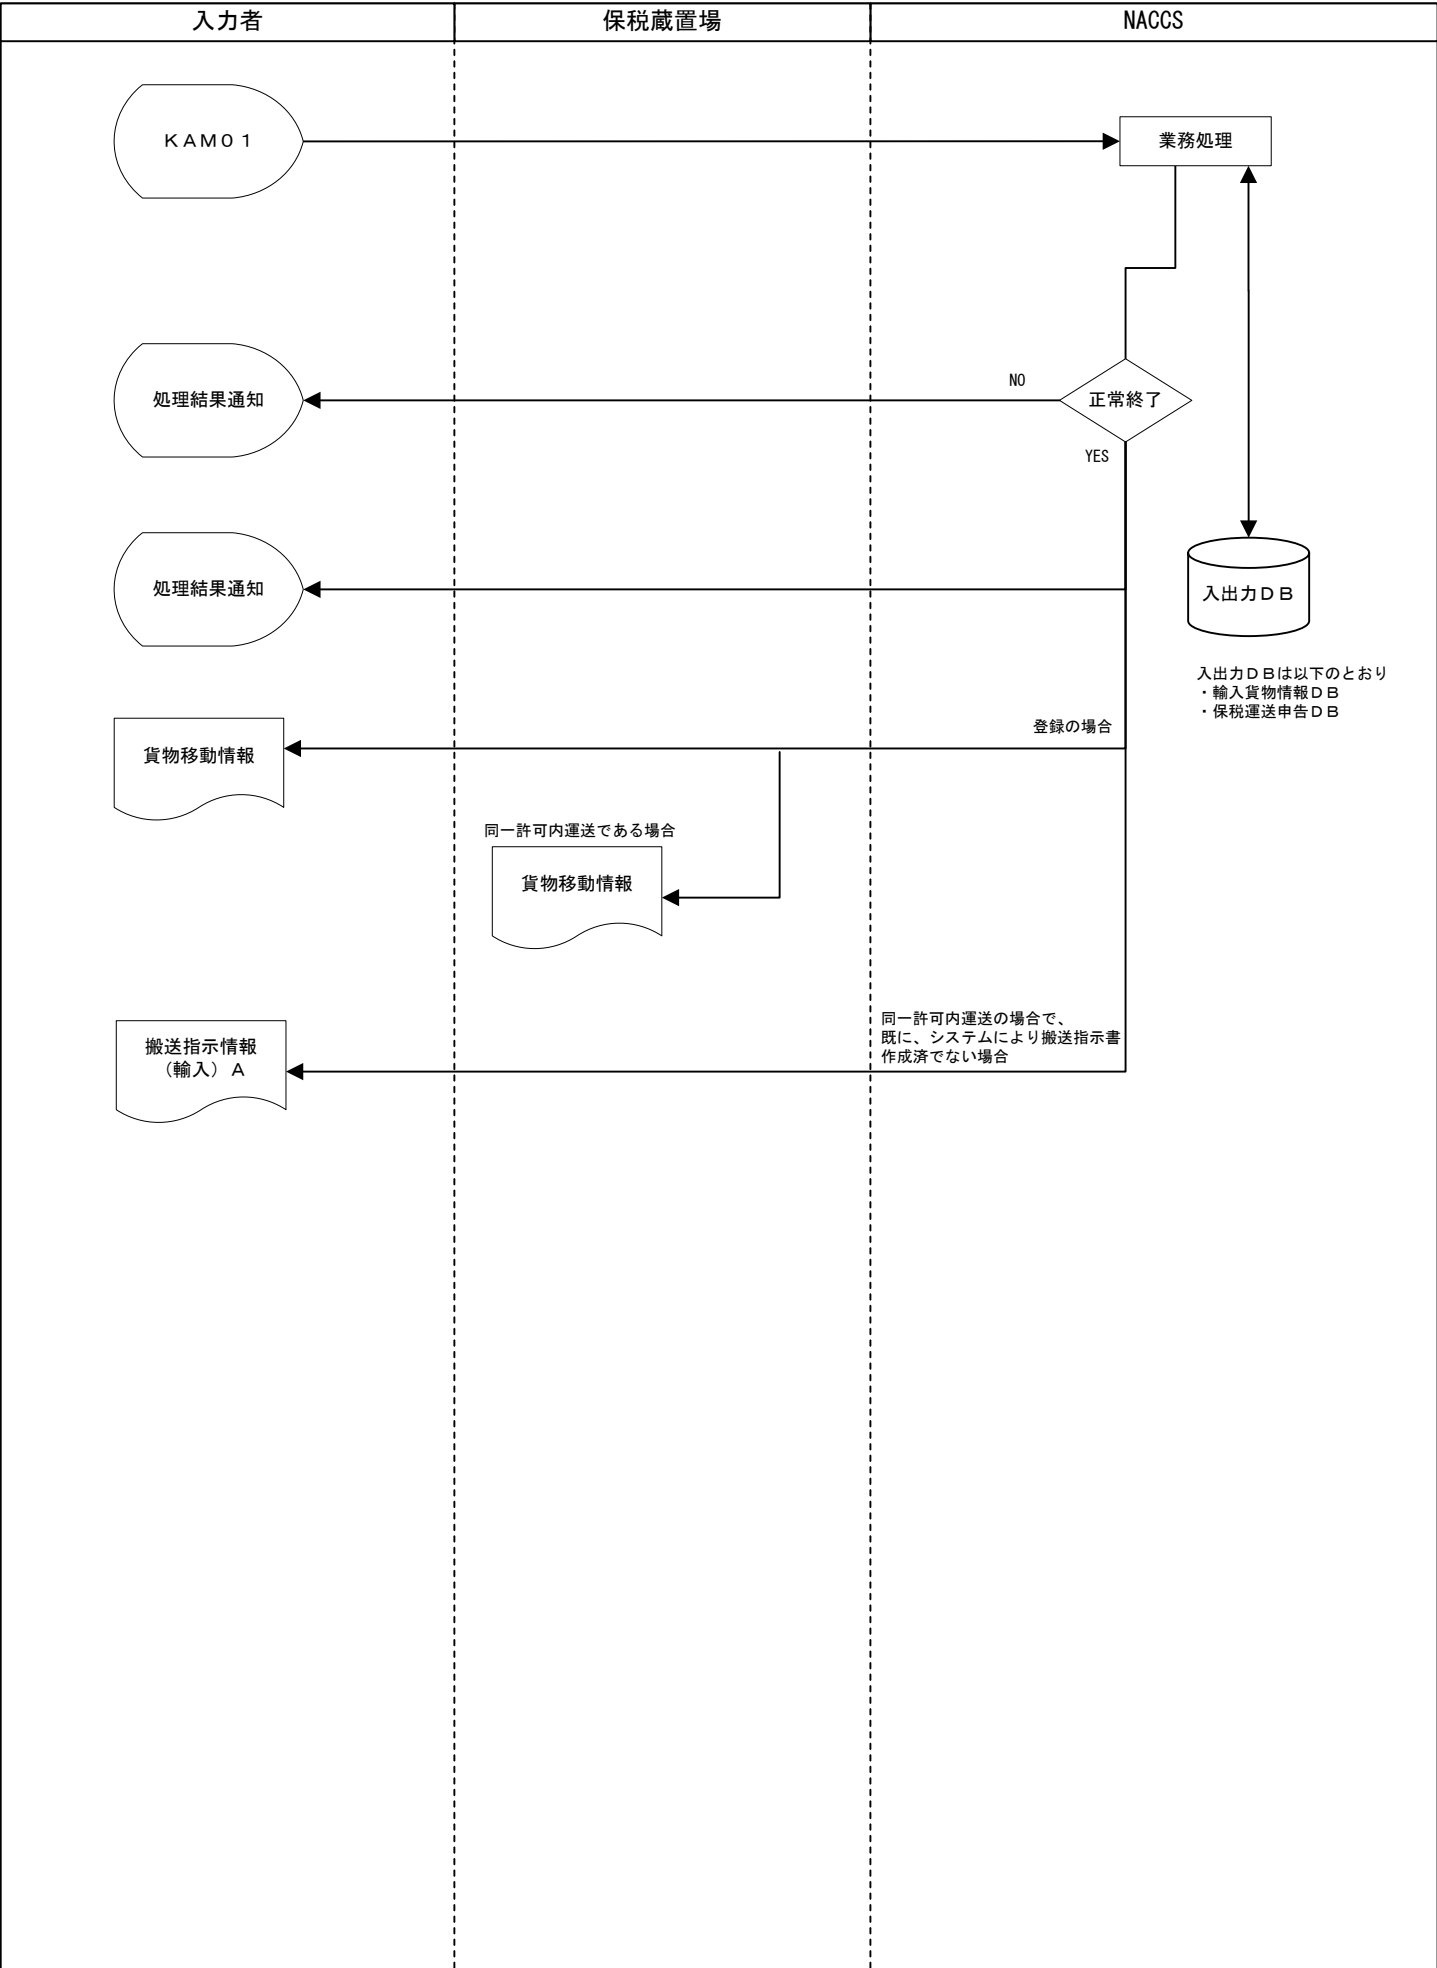 入力者
保税蔵置場
NACCS
ＫＡＭ０１
業務処理
処理結果通知
NO
正常終了
YES
処理結果通知
入出力ＤＢ
入出力ＤＢは以下のとおり
・輸入貨物情報ＤＢ
・保税運送申告ＤＢ
登録の場合
貨物移動情報
同一許可内運送である場合
貨物移動情報
同一許可内運送の場合で、
既に、システムにより搬送指示書
作成済でない場合
搬送指示情報
（輸入）Ａ